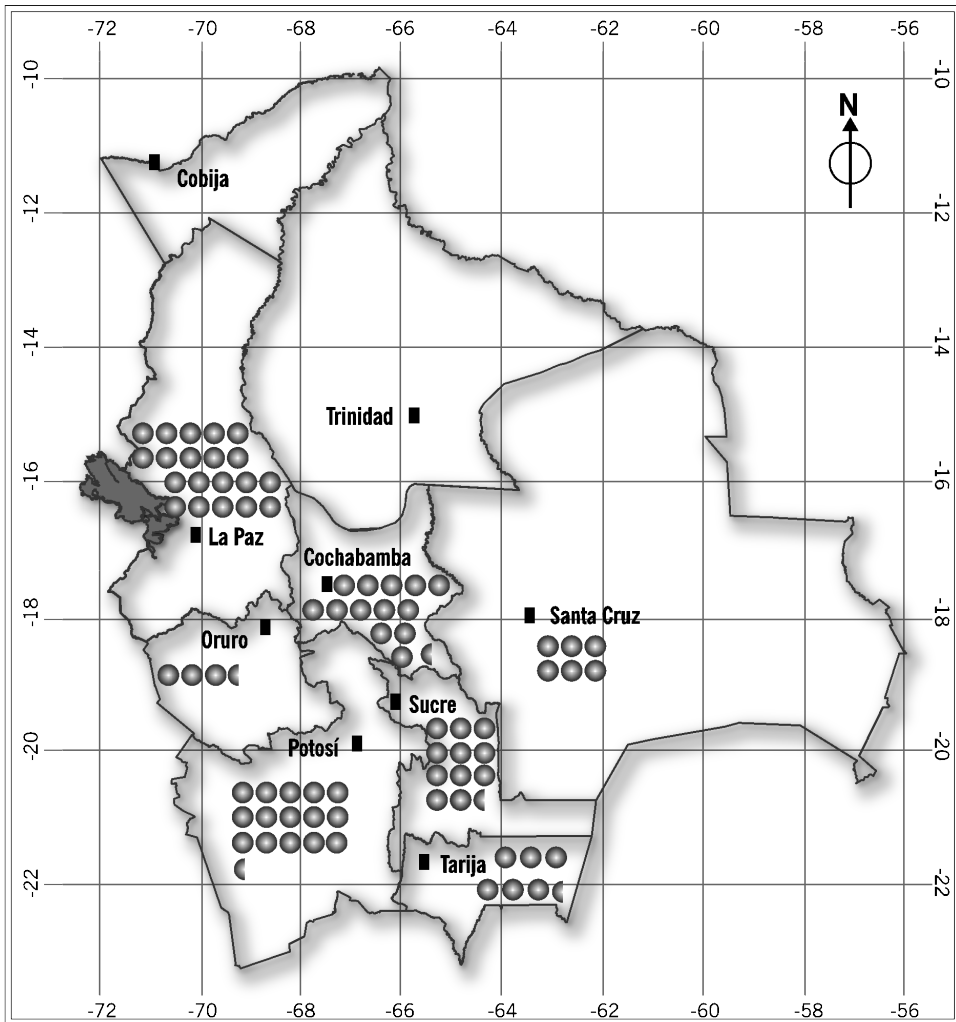 -72 -70 -68 -66 -64 -62 -60 -58 -56
-10 -10
N
Cobija
-12 -12
-14 -14
Trinidad
-16 -16
La Paz
Cochabamba
Santa Cruz
-18 -18
Oruro
Sucre
Potosí
-20 -20
Tarija
-22 -22
-72 -70 -68 -66 -64 -62 -60 -58 -56